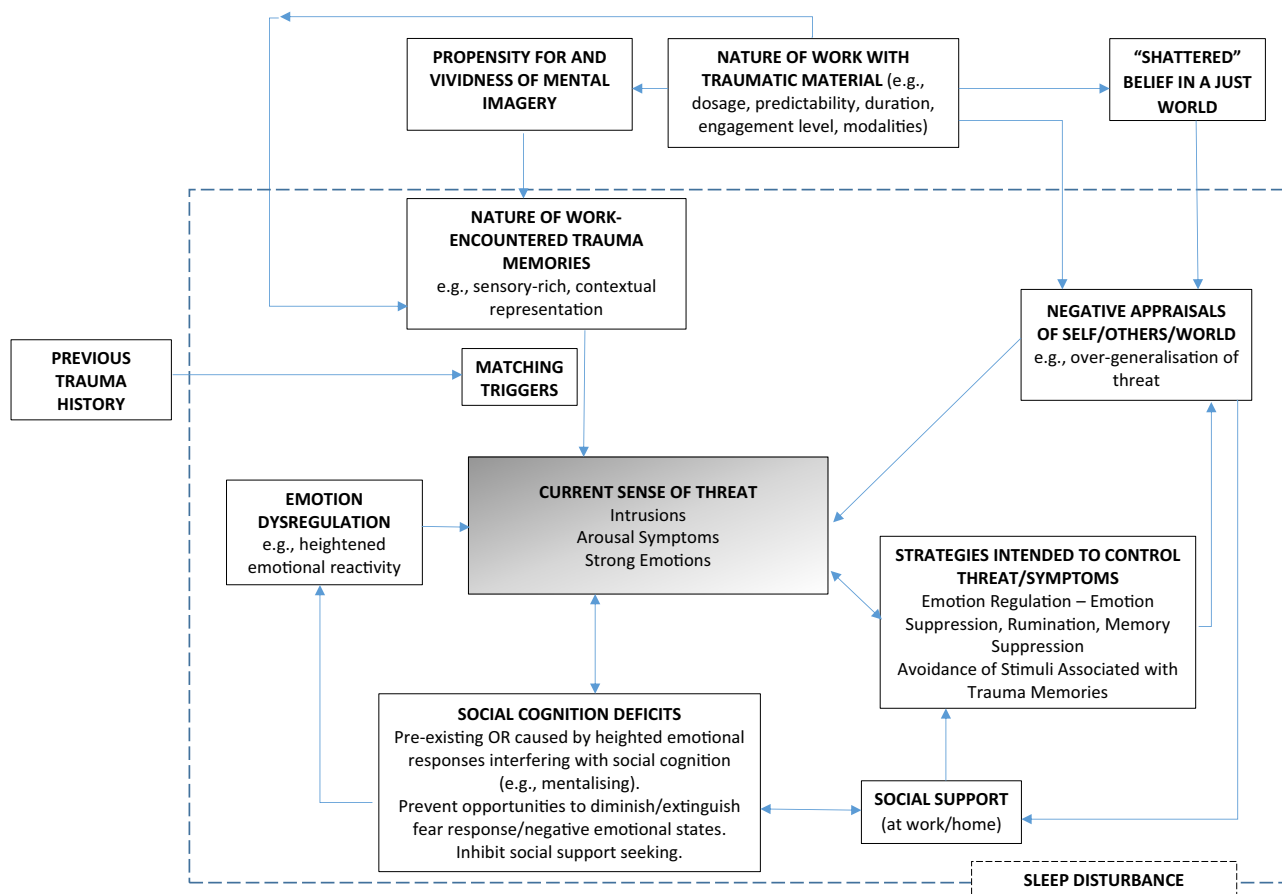 PROPENSITY FOR AND
VIVIDNESS OF MENTAL
IMAGERY
NATURE OF WORK WITH
TRAUMATIC MATERIAL (e.g.,
dosage, predictability, duration,
engagement level, modalities)
“SHATTERED”
BELIEF IN A JUST
WORLD
NATURE OF WORK-
ENCOUNTERED TRAUMA
MEMORIES
e.g., sensory-rich, contextual
representation
NEGATIVE APPRAISALS
OF SELF/OTHERS/WORLD
e.g., over-generalisation of
threat
PREVIOUS
TRAUMA
HISTORY
MATCHING
TRIGGERS
EMOTION
DYSREGULATION
e.g., heightened
emotional reactivity
CURRENT SENSE OF THREAT
Intrusions
Arousal Symptoms
Strong Emotions
STRATEGIES INTENDED TO CONTROL
THREAT/SYMPTOMS
Emotion Regulation – Emotion
Suppression, Rumination, Memory
Suppression
Avoidance of Stimuli Associated with
Trauma Memories
SOCIAL COGNITION DEFICITS
Pre-existing OR caused by heighted emotional
responses interfering with social cognition
(e.g., mentalising).
Prevent opportunities to diminish/extinguish
fear response/negative emotional states.
Inhibit social support seeking.
SOCIAL SUPPORT
(at work/home)
SLEEP DISTURBANCE